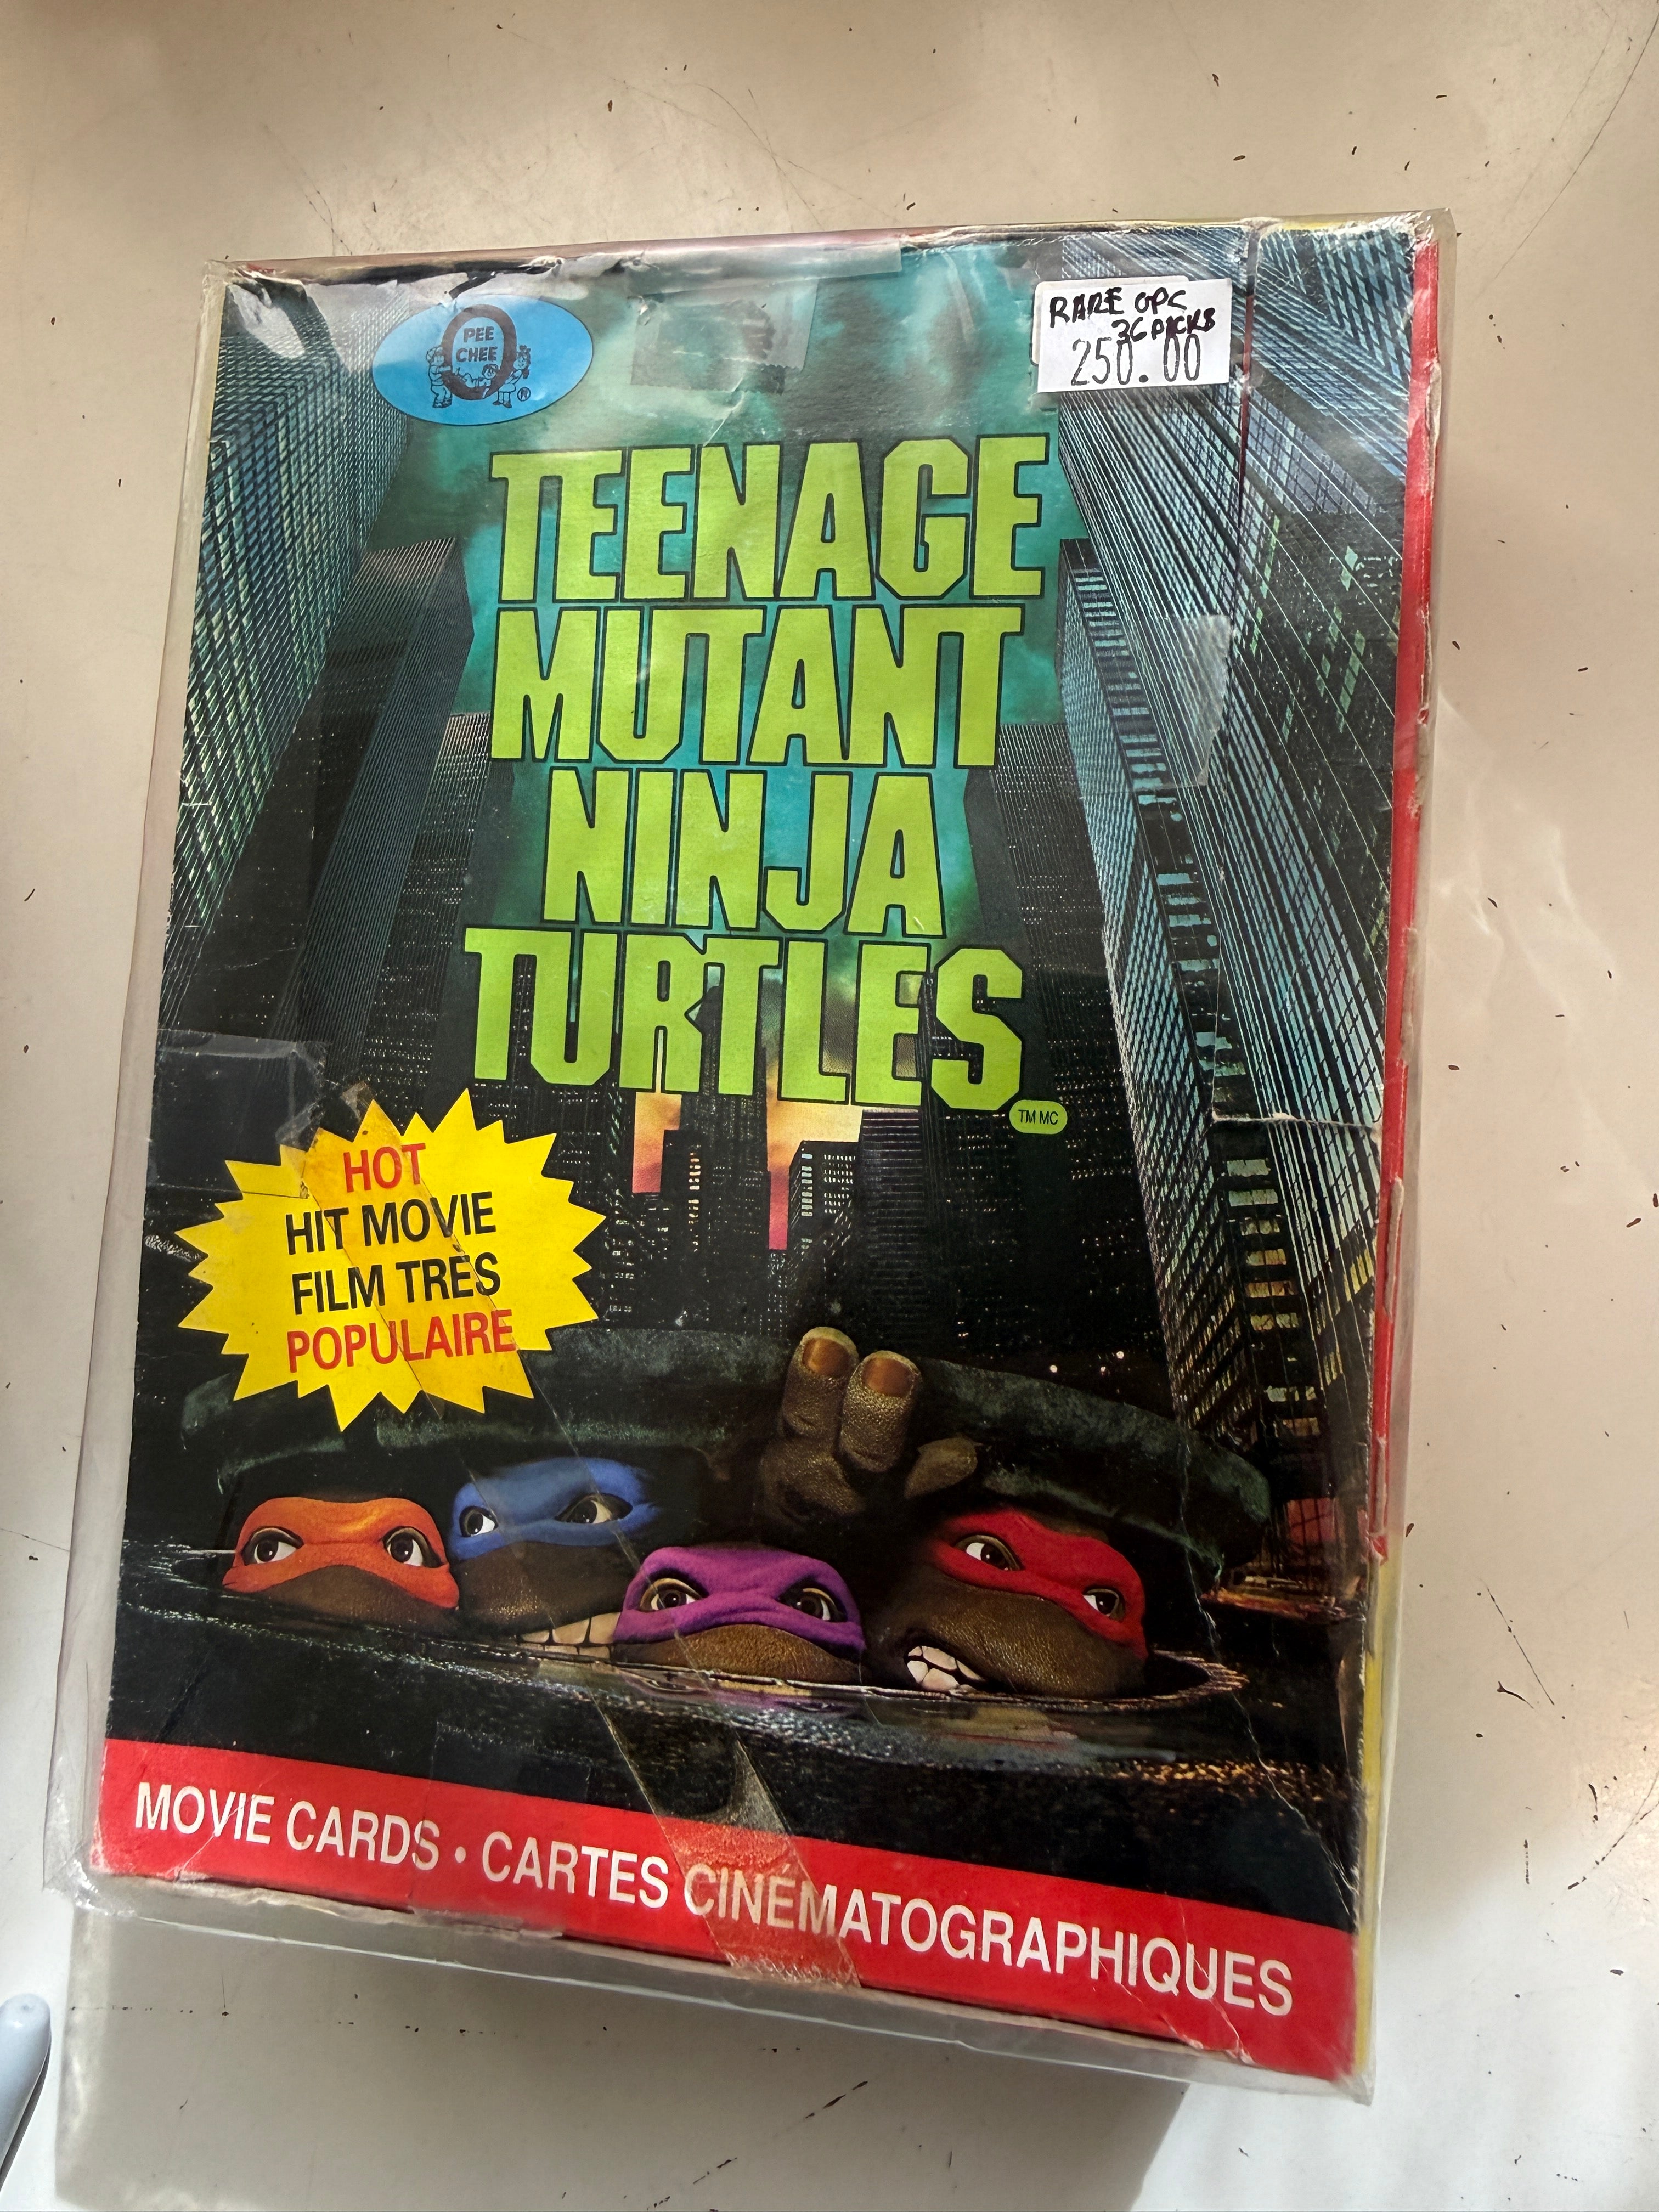 PEE
CHEE
®
RARE OPC
36 PACKS
250.00
TEENAGE
MUTANT
NINJA
TURTLES
TM MC
HOT
HIT MOVIE
FILM TRES
POPULAIRE
MOVIE CARDS • CARTES CINÉMATOGRAPHIQUES